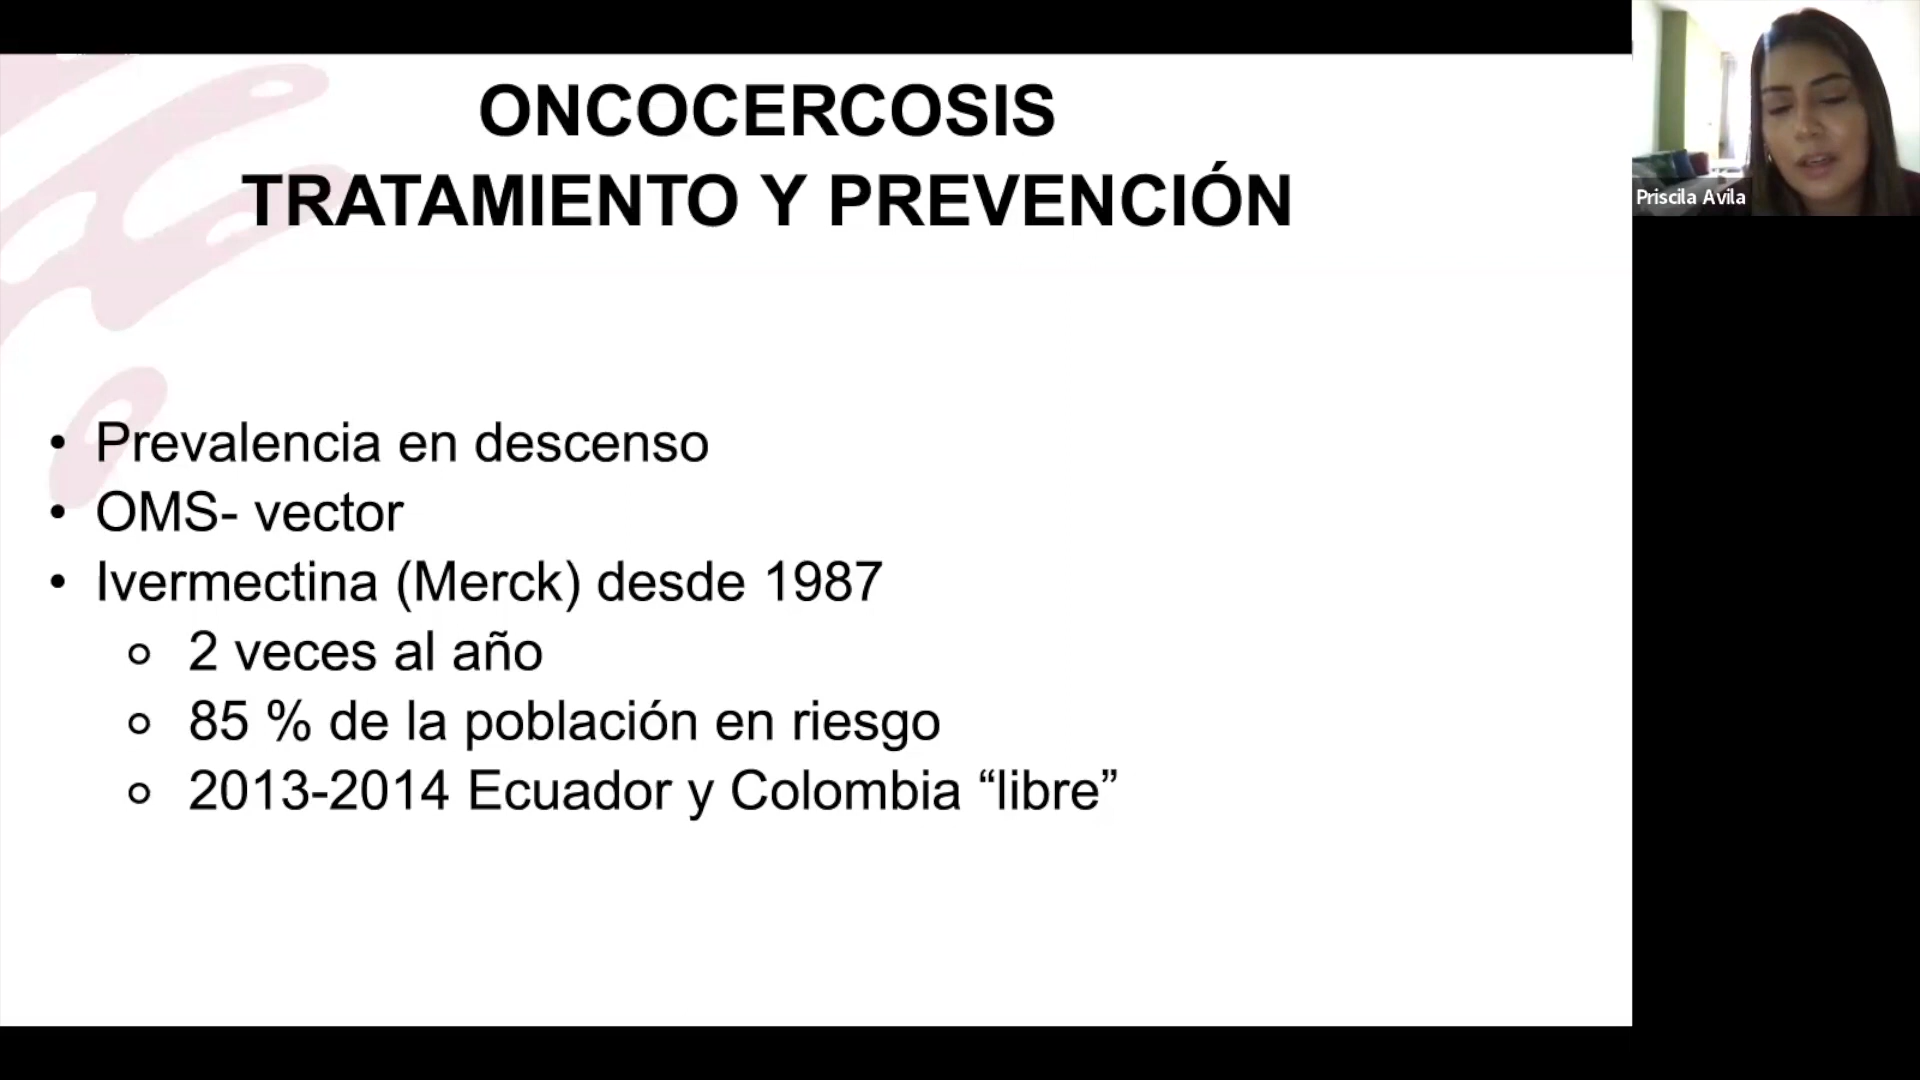 ONCOCERCOSIS
TRATAMIENTO Y PREVENCIÓN
Priscila Avila
• Prevalencia en descenso
• OMS- vector
• Ivermectina (Merck) desde 1987
○ 2 veces al año
○ 85 % de la población en riesgo
○ 2013-2014 Ecuador y Colombia “libre”